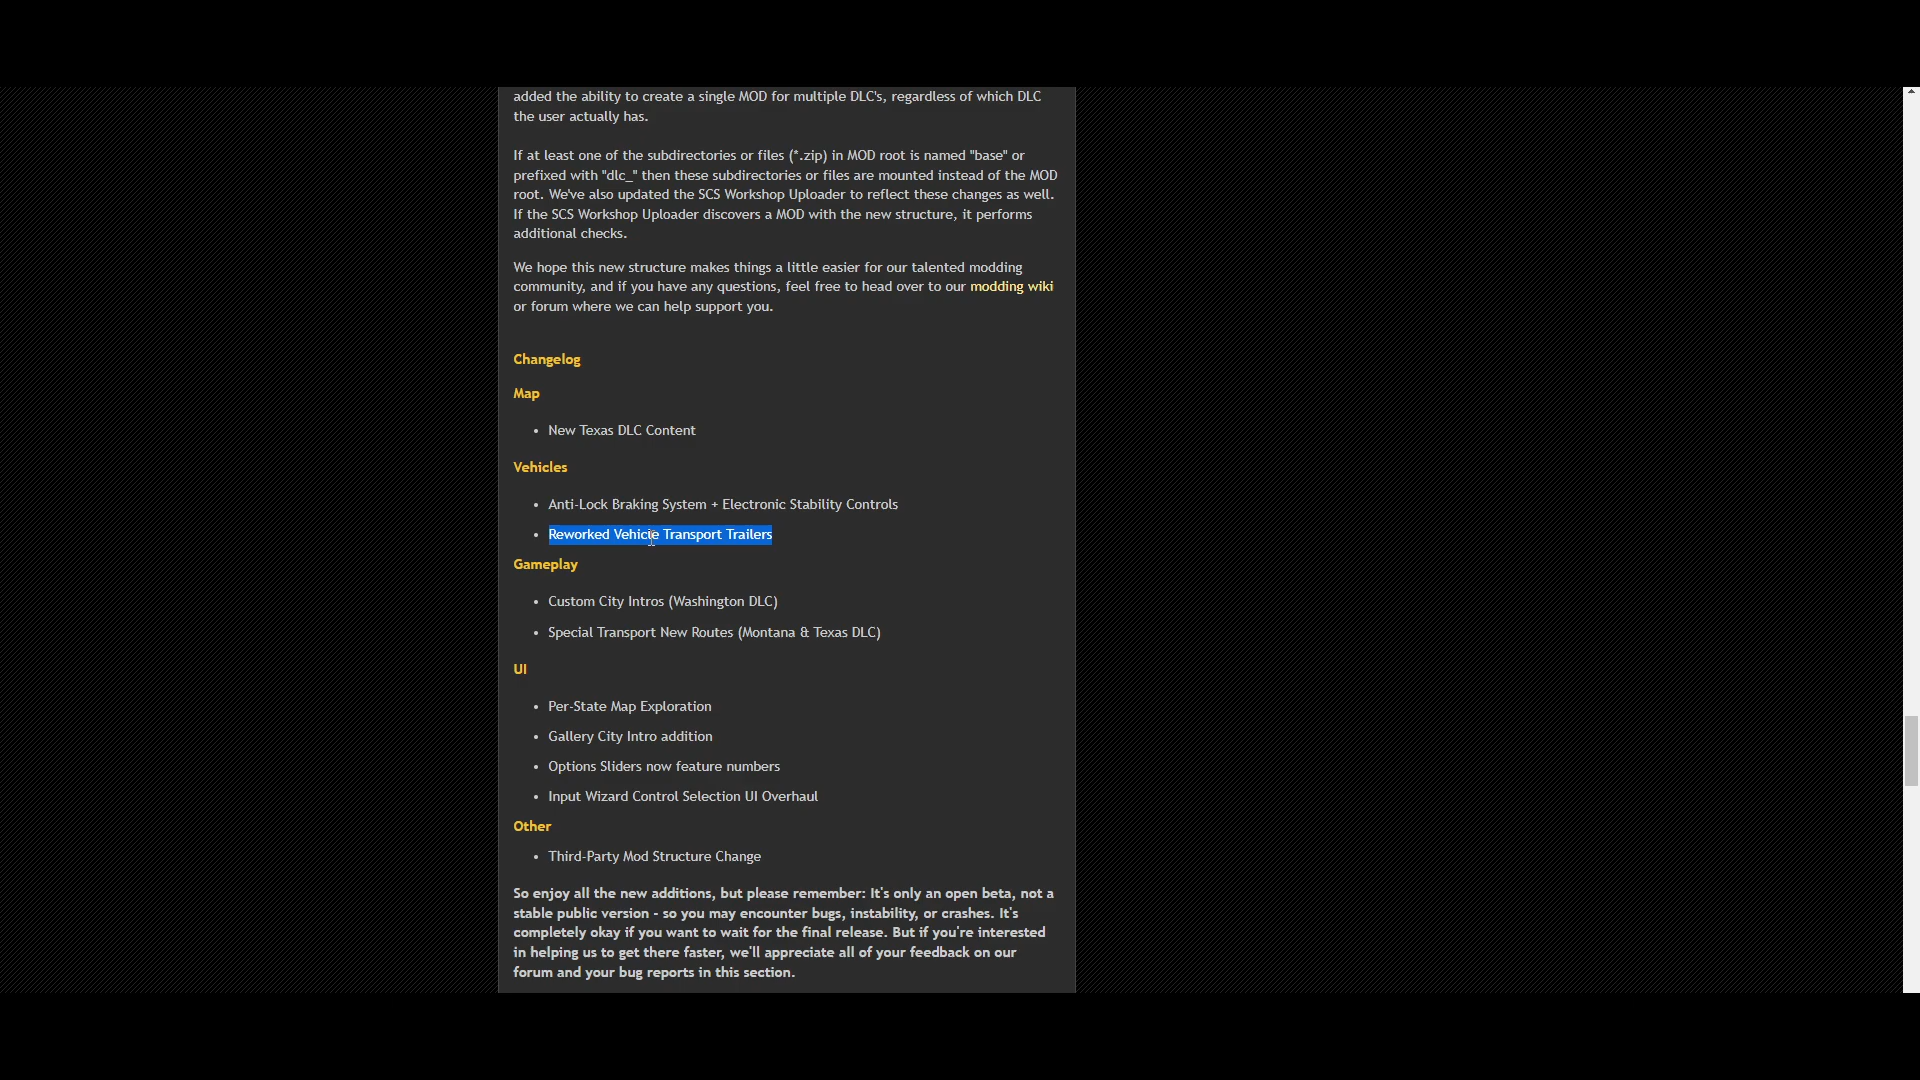 added the ability to create a single MOD for multiple DLC's, regardless of which DLC
the user actually has.
If at least one of the subdirectories or files (*.zip) in MOD root is named "base" or
prefixed with "dlc_" then these subdirectories or files are mounted instead of the MOD
root. We've also updated the SCS Workshop Uploader to reflect these changes as well.
If the SCS Workshop Uploader discovers a MOD with the new structure, it performs
additional checks.
We hope this new structure makes things a little easier for our talented modding
community, and if you have any questions, feel free to head over to our modding wiki
or forum where we can help support you.
Changelog
Map
• New Texas DLC Content
Vehicles
• Anti-Lock Braking System + Electronic Stability Controls
• Reworked Vehicle Transport Trailers
Gameplay
• Custom City Intros (Washington DLC)
• Special Transport New Routes (Montana & Texas DLC)
UI
• Per-State Map Exploration
• Gallery City Intro addition
• Options Sliders now feature numbers
• Input Wizard Control Selection UI Overhaul
Other
• Third-Party Mod Structure Change
So enjoy all the new additions, but please remember: It's only an open beta, not a
stable public version - so you may encounter bugs, instability, or crashes. It's
completely okay if you want to wait for the final release. But if you're interested
in helping us to get there faster, we'll appreciate all of your feedback on our
forum and your bug reports in this section.